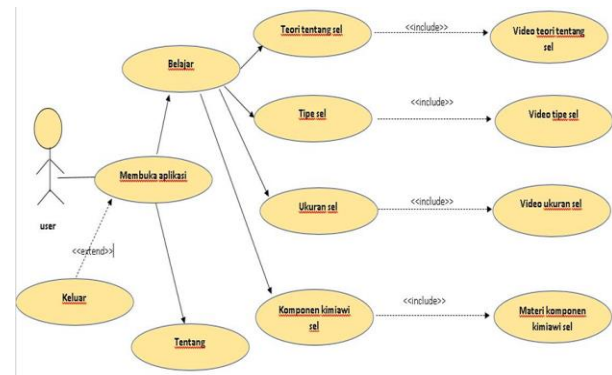 Teori tentang sel
<<include>>
Video teori tentang
sel
Belajar
Tipe sel
<<include>>
Video tipe sel
Membuka aplikasi
user
Ukuran sel
<<include>>
Video ukuran sel
<<extend>>
Keluar
Komponen kimiawi
sel
<<include>>
Materi komponen
kimiawi sel
Tentang